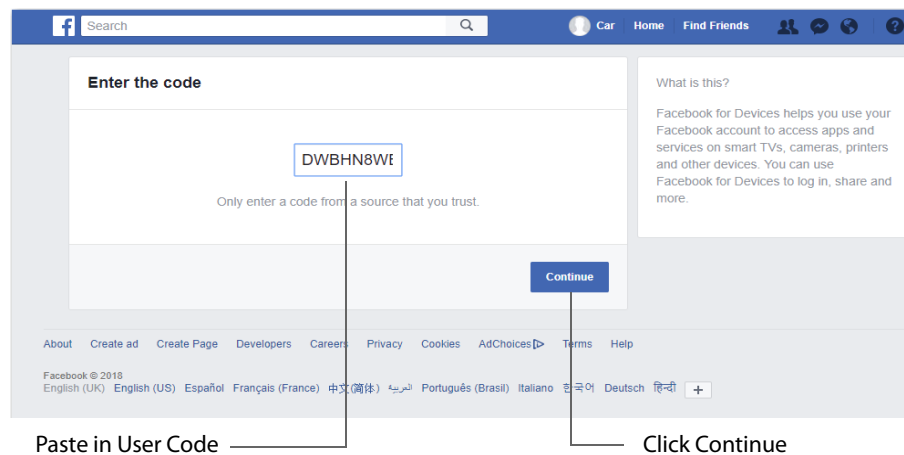 f Search Car Home Find Friends ?
Enter the code
DWBHN8WE
Only enter a code from a source that you trust.
Continue
What is this?
Facebook for Devices helps you use your
Facebook account to access apps and
services on smart TVs, cameras, printers
and other devices. You can use
Facebook for Devices to log in, share and
more.
About Create ad Create Page Developers Careers Privacy Cookies AdChoices Terms Help
Facebook © 2018
English (UK) English (US) Español Français (France) 中文(简体) العربية Português (Brasil) Italiano 한국어 Deutsch हिन्दी +
Paste in User Code Click Continue